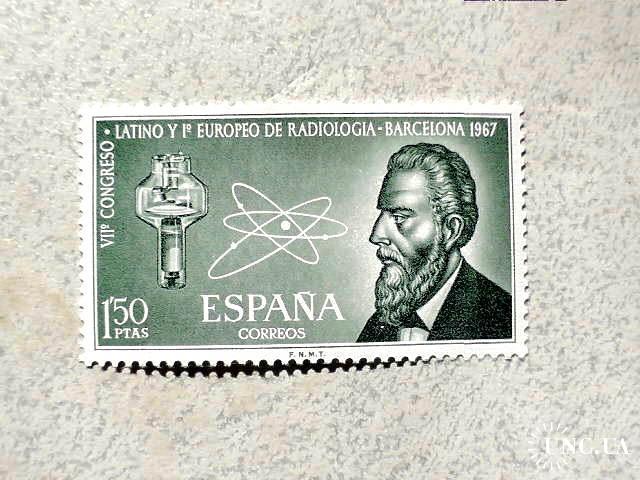 VIIº CONGRESO • LATINO Y Iº EUROPEO DE RADIOLOGIA - BARCELONA 1967
1'50
PTAS
ESPAÑA
CORREOS
F. N. M. T.
UNC.UA